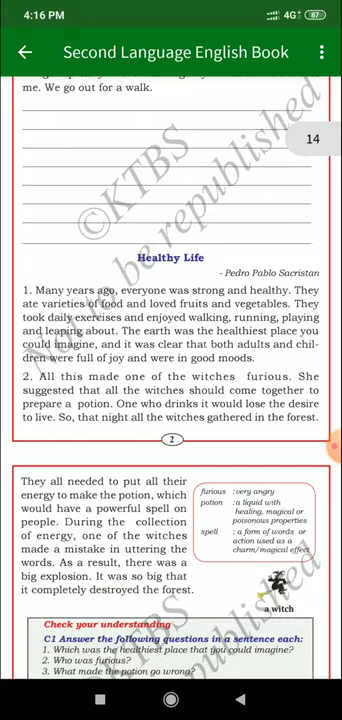 4:16 PM
4G+
87
Second Language English Book
me. We go out for a walk.
14
Healthy Life
- Pedro Pablo Sacristan
1. Many years ago, everyone was strong and healthy. They
ate varieties of food and loved fruits and vegetables. They
took daily exercises and enjoyed walking, running, playing
and leaping about. The earth was the healthiest place you
could imagine, and it was clear that both adults and chil-
dren were full of joy and were in good moods.
2. All this made one of the witches furious. She
suggested that all the witches should come together to
prepare a potion. One who drinks it would lose the desire
to live. So, that night all the witches gathered in the forest.
©KTBS
Not to be republished
2
They all needed to put all their
energy to make the potion, which
would have a powerful spell on
people. During the collection
of energy, one of the witches
made a mistake in uttering the
words. As a result, there was a
big explosion. It was so big that
it completely destroyed the forest.
furious : very angry
potion : a liquid with
healing, magical or
poisonous properties
spell : a form of words or
action used as a
charm/magical effect
a witch
Check your understanding
C1 Answer the following questions in a sentence each:
1. Which was the healthiest place that you could imagine?
2. Who was furious?
3. What made the potion go wrong?
©KTBS
Not to be republished